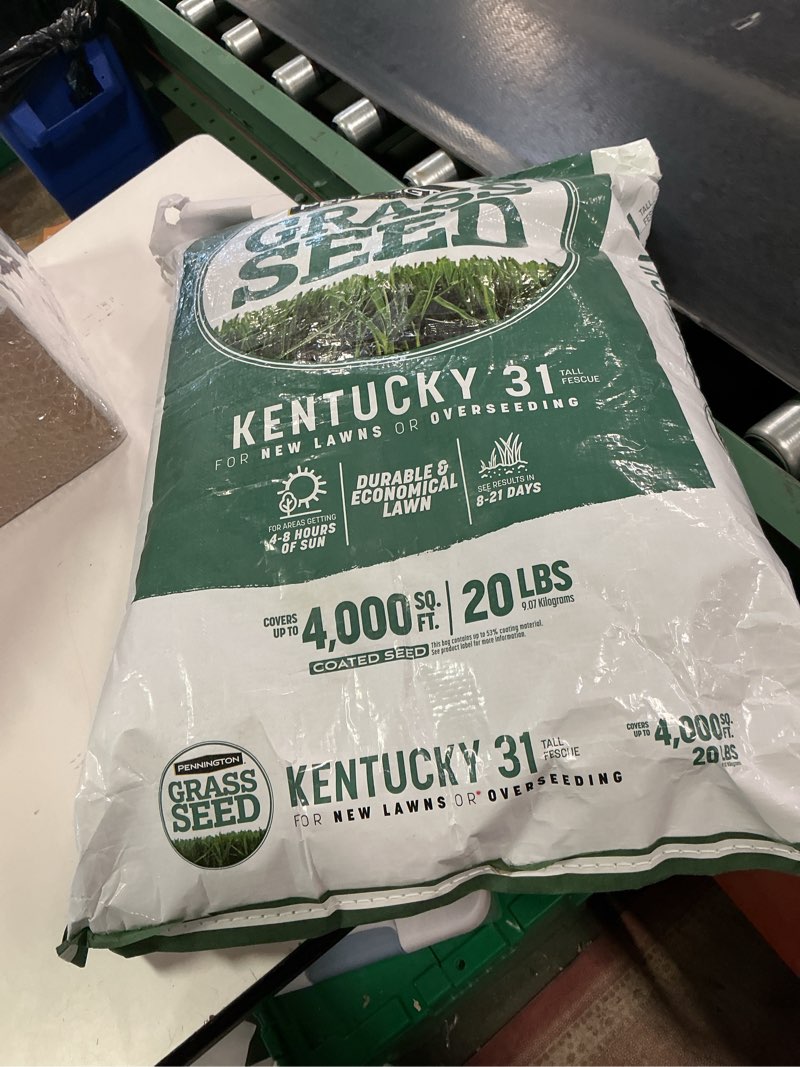 GRASS
SEED
KENTUCKY 31 TALL FESCUE
FOR NEW LAWNS OR OVERSEEDING
FOR AREAS GETTING
4-8 HOURS
OF SUN
DURABLE &
ECONOMICAL
LAWN
SEE RESULTS IN
8-21 DAYS
COVERS UP TO 4,000 SQ. FT. 20 LBS
9.07 Kilograms
COATED SEED
This bag contains up to 53% coating material.
See product label for more information.
PENNINGTON
GRASS
SEED
KENTUCKY 31 TALL FESCUE
FOR NEW LAWNS OR OVERSEEDING
COVERS UP TO 4,000 SQ. FT.
20 LBS
TALL